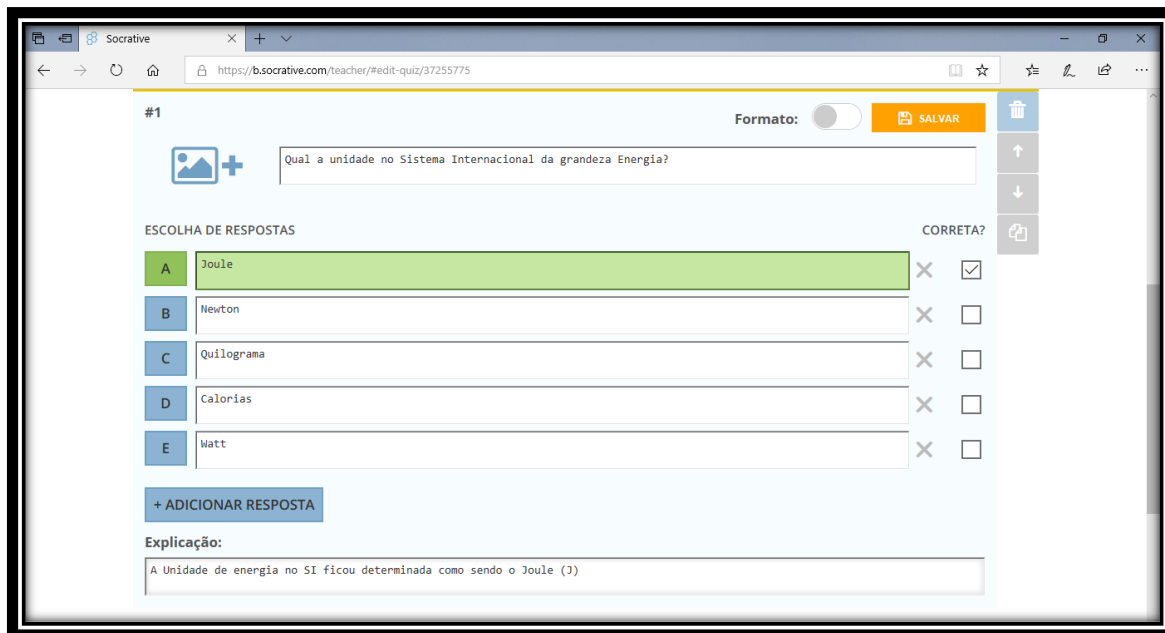 Socrative
https://b.socrative.com/teacher/#edit-quiz/37255775
#1
Formato:
SALVAR
Qual a unidade no Sistema Internacional da grandeza Energia?
ESCOLHA DE RESPOSTAS
CORRETA?
A
Joule
B
Newton
C
Quilograma
D
Calorias
E
Watt
+ ADICIONAR RESPOSTA
Explicação:
A Unidade de energia no SI ficou determinada como sendo o Joule (J)